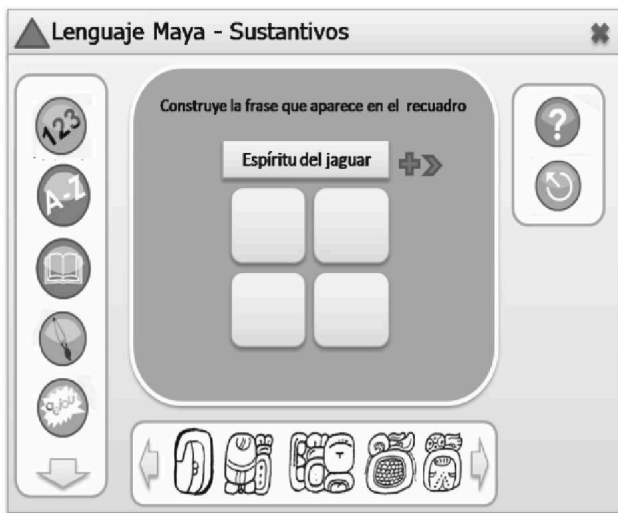 Lenguaje Maya - Sustantivos
123
A-Z
Construye la frase que aparece en el recuadro
Espíritu del jaguar
?